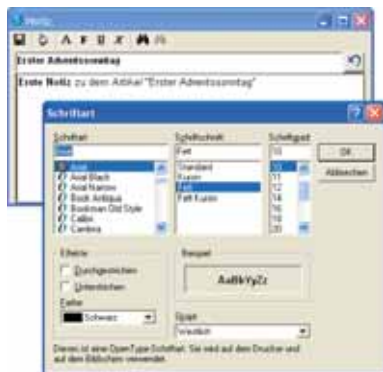 Notiz
A F U K
Erster Adventssonntag
Erste Notiz zu dem Artikel "Erster Adventssonntag"
Schriftart
Schriftart:
Schriftschnitt:
Schriftgrad:
Arial
Fett
10
OK
Abbrechen
Arial
Arial Black
Arial Narrow
Book Antiqua
Bookman Old Style
Calibri
Cambria
Standard
Kursiv
Fett
Fett Kursiv
10
11
12
14
16
18
20
Effekte
Durchgestrichen
Unterstrichen
Farbe:
Schwarz
Beispiel
AaBbYyZz
Skript:
Westlich
Dieses ist eine OpenType-Schriftart. Sie wird auf dem Drucker und
auf dem Bildschirm verwendet.